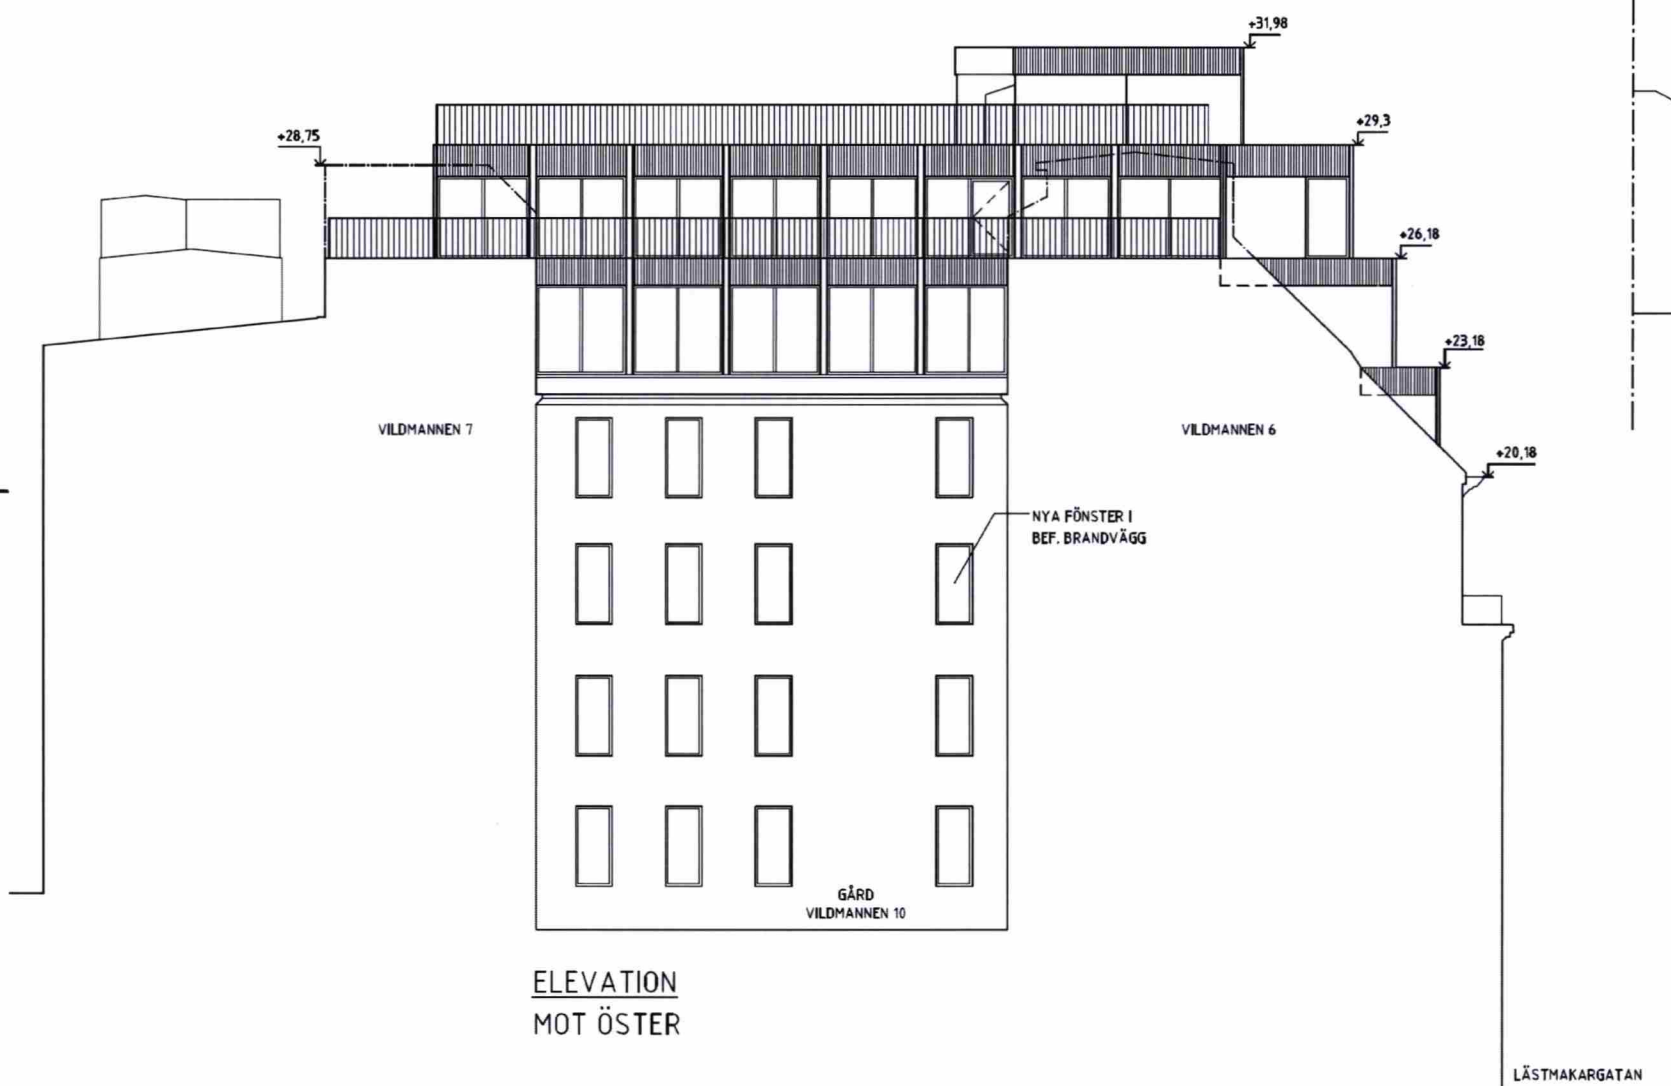 +31,98
+28,75
+29,3
+26,18
+23,18
VILDMANNEN 7
VILDMANNEN 6
+20,18
NYA FÖNSTER I
BEF. BRANDVÄGG
GÅRD
VILDMANNEN 10
ELEVATION
MOT ÖSTER
LÄSTMAKARGATAN